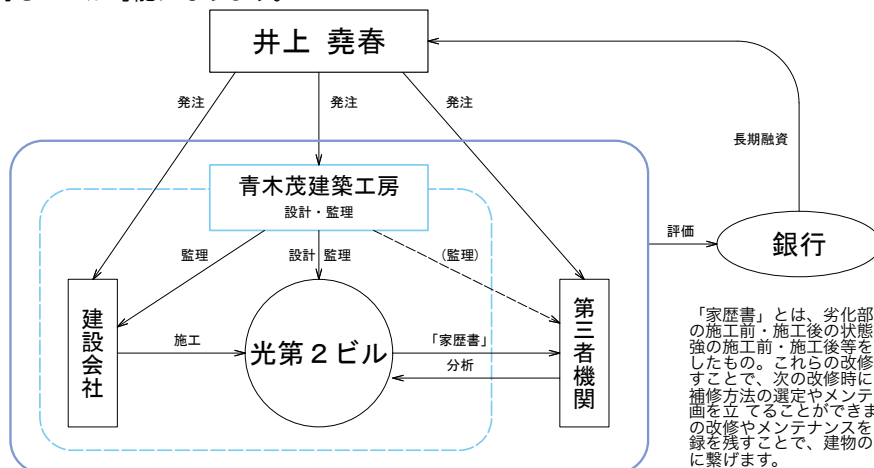 井上 堯春
発注
発注
発注
長期融資
青木茂建築工房
設計・監理
監理
設計 監理
(監理)
評価
銀行
建設会社
施工
光第2ビル
「家歴書」
分析
第三者機関
「家歴書」とは、劣化部
の施工前・施工後の状態
強の施工前・施工後等を
したもの。これらの改修
すことで、次の改修時に
補修方法の選定やメンテ
画を立 てることができま
の改修やメンテナンスを
録を残すことで、建物の
に繋げます。